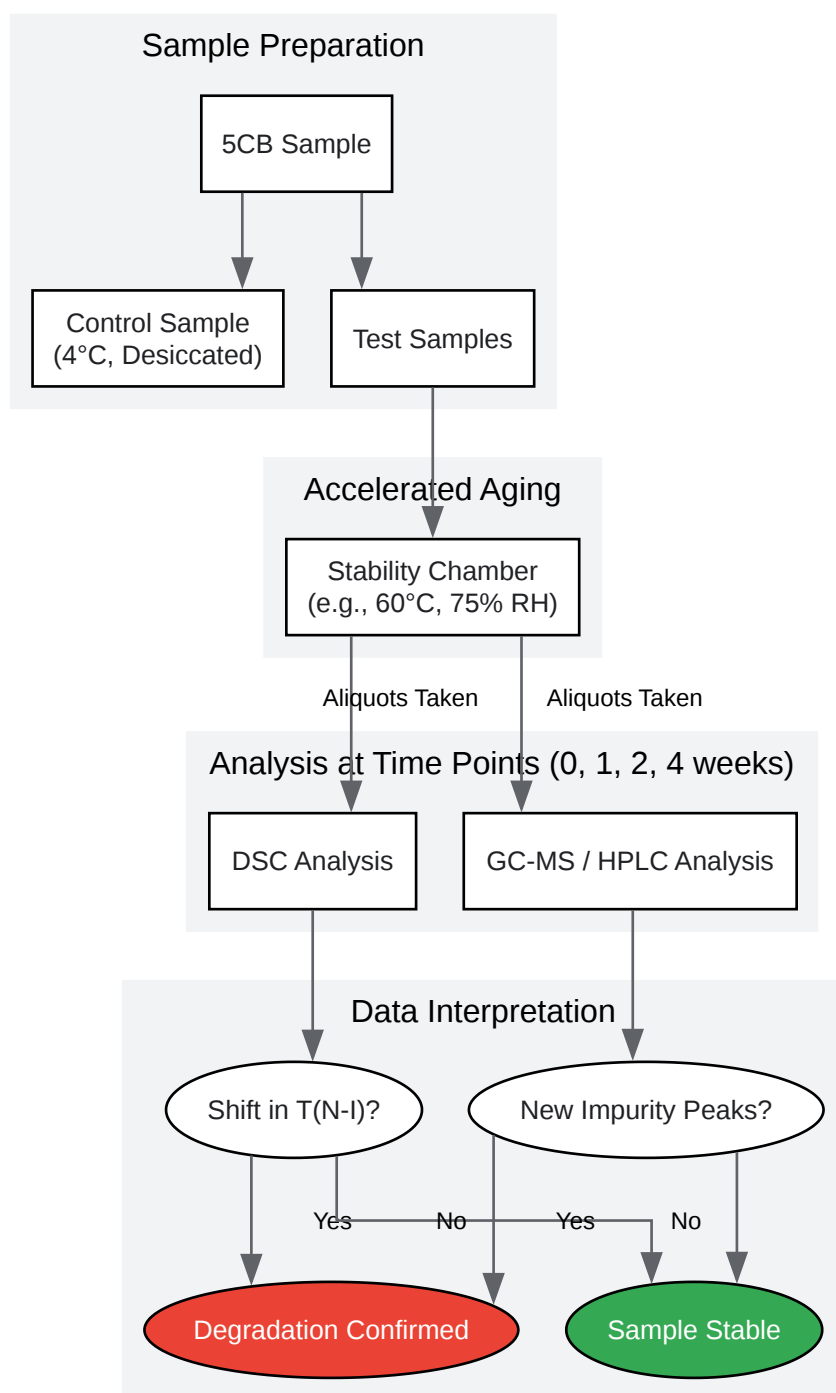 Sample Preparation
5CB Sample
Control Sample
(4°C, Desiccated)
Test Samples
Accelerated Aging
Stability Chamber
(e.g., 60°C, 75% RH)
Aliquots Taken
Aliquots Taken
Analysis at Time Points (0, 1, 2, 4 weeks)
DSC Analysis
GC-MS / HPLC Analysis
Data Interpretation
Shift in T(N-I)?
New Impurity Peaks?
Yes
No
Yes
No
Degradation Confirmed
Sample Stable